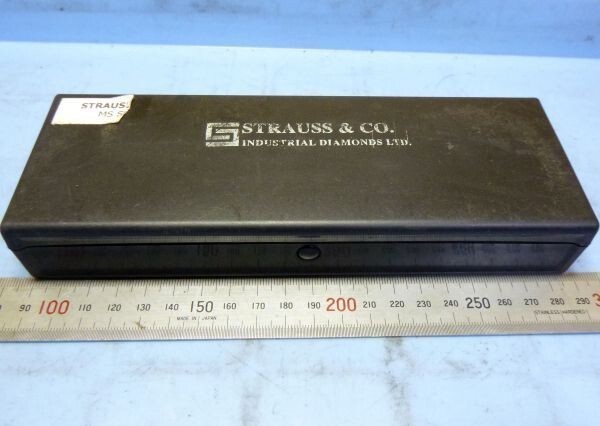 STRAUS
MS
STRAUSS & CO.
INDUSTRIAL DIAMONDS LTD.
90 100 110 120 130 140 150 160 170 180 190 200 210 220 230 240 250 260 270 280 290 3
MADE IN JAPAN
STAINLESS HARDENED